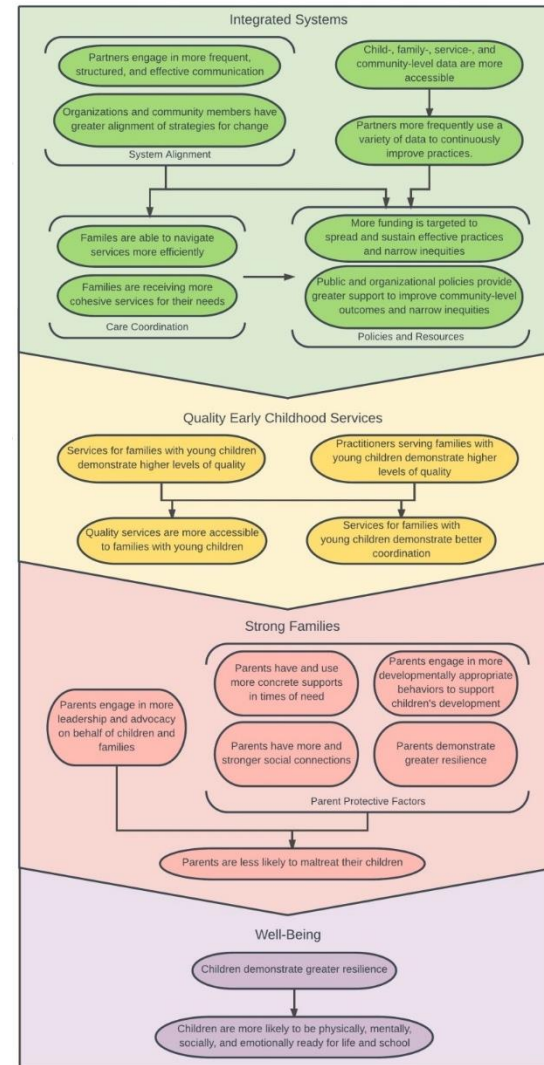 Integrated Systems
Partners engage in more frequent,
structured, and effective communication
Organizations and community members have
greater alignment of strategies for change
System Alignment
Child-, family-, service-, and
community-level data are more
accessible
Partners more frequently use a
variety of data to continuously
improve practices.
Familes are able to navigate
services more efficiently
Families are receiving more
cohesive services for their needs
Care Coordination
More funding is targeted to
spread and sustain effective practices
and narrow inequities
Public and organizational policies provide
greater support to improve community-level
outcomes and narrow inequities
Policies and Resources
Quality Early Childhood Services
Services for families with young children
demonstrate higher levels of quality
Practitioners serving families with
young children demonstrate higher
levels of quality
Quality services are more accessible
to families with young children
Services for families with
young children demonstrate better
coordination
Strong Families
Parents engage in more
leadership and advocacy
on behalf of children and
families
Parents have and use
more concrete supports
in times of need
Parents engage in more
developmentally appropriate
behaviors to support
children's development
Parents have more and
stronger social connections
Parents demonstrate
greater resilience
Parent Protective Factors
Parents are less likely to maltreat their children
Well-Being
Children demonstrate greater resilience
Children are more likely to be physically, mentally,
socially, and emotionally ready for life and school